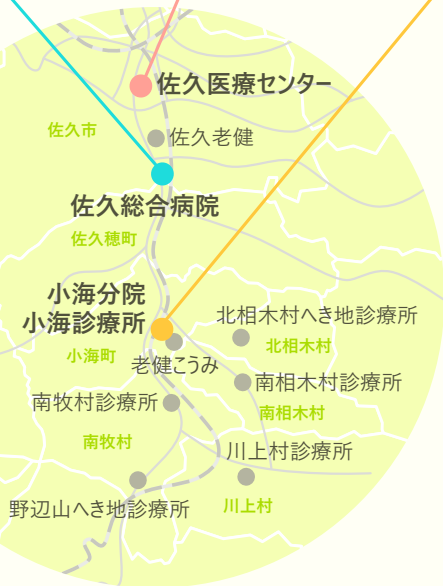 佐久医療センター
佐久市
佐久老健
佐久総合病院
佐久穂町
小海分院
小海診療所
北相木村へき地診療所
北相木村
小海町
老健こうみ
南相木村診療所
南牧村診療所
南相木村
南牧村
川上村診療所
野辺山へき地診療所
川上村